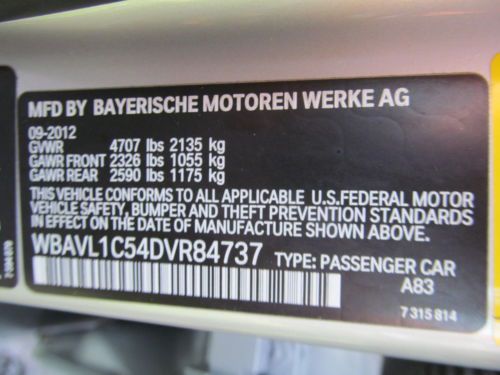 MFD BY BAYERISCHE MOTOREN WERKE AG
09-2012
GVWR 4707 lbs 2135 kg
GAWR FRONT 2326 lbs 1055 kg
GAWR REAR 2590 lbs 1175 kg
THIS VEHICLE CONFORMS TO ALL APPLICABLE U.S.FEDERAL MOTOR
VEHICLE SAFETY, BUMPER AND THEFT PREVENTION STANDARDS
IN EFFECT ON THE DATE OF MANUFACTURE SHOWN ABOVE.
WBAVL1C54DVR84737 TYPE: PASSENGER CAR
A83
7 315 814